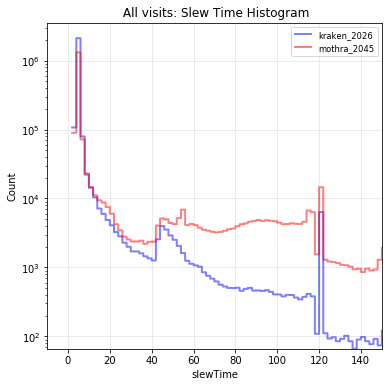 All visits: Slew Time Histogram
kraken_2026
mothra_2045
Count
10⁶
10⁵
10⁴
10³
10²
0 20 40 60 80 100 120 140
slewTime